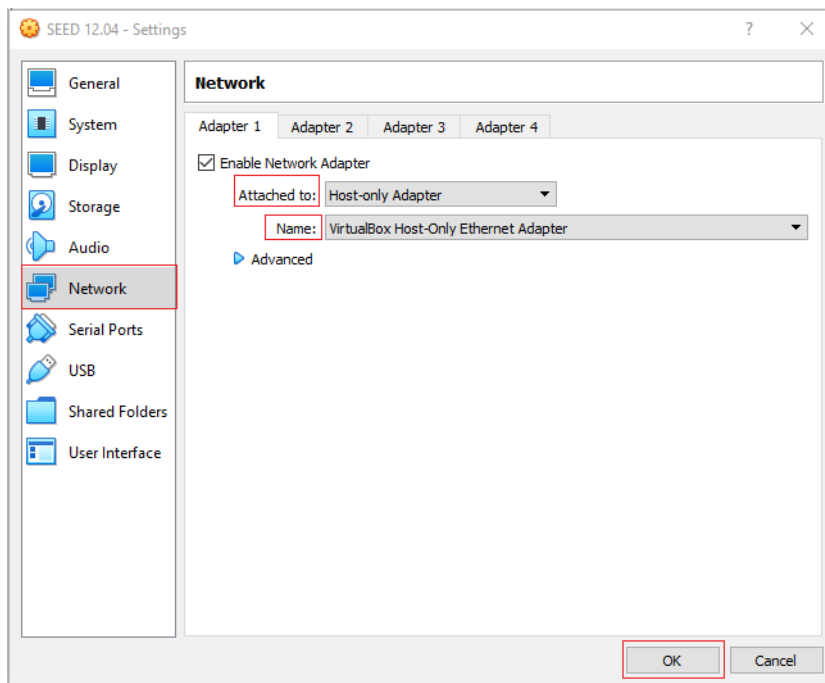 SEED 12.04 - Settings
?
General
System
Display
Storage
Audio
Network
Serial Ports
USB
Shared Folders
User Interface
Network
Adapter 1 Adapter 2 Adapter 3 Adapter 4
Enable Network Adapter
Attached to: Host-only Adapter
Name: VirtualBox Host-Only Ethernet Adapter
Advanced
OK Cancel